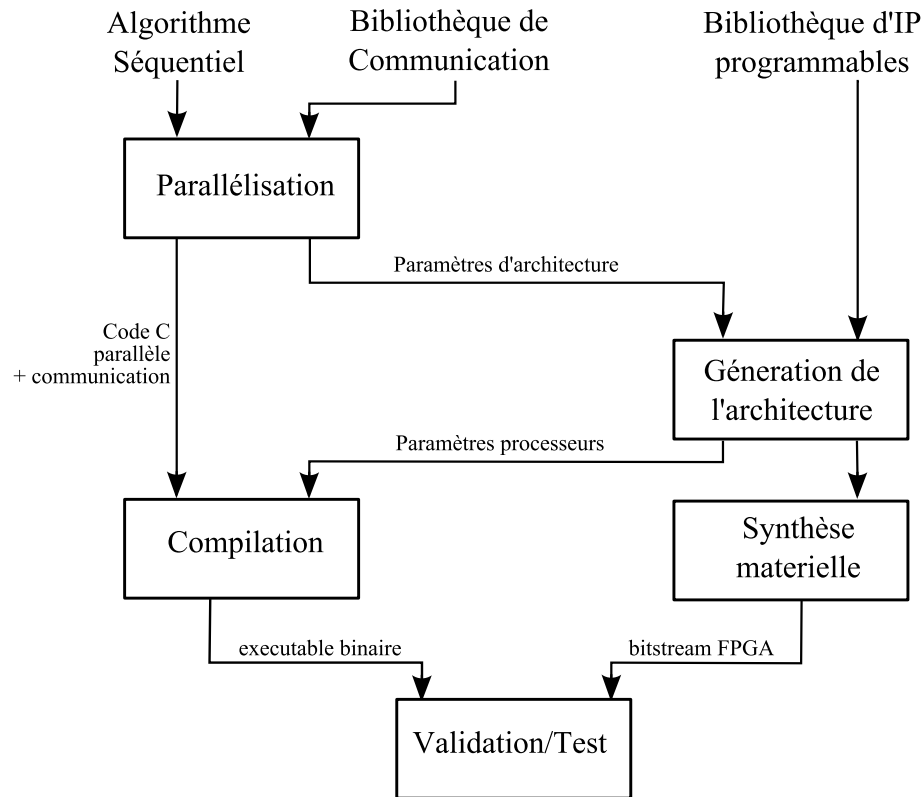 Algorithme
Séquentiel
Bibliothèque de
Communication
Bibliothèque d'IP
programmables
Parallélisation
Paramètres d'architecture
Code C
parallèle
+ communication
Géneration de
l'architecture
Paramètres processeurs
Compilation
Synthèse
materielle
executable binaire
bitstream FPGA
Validation/Test